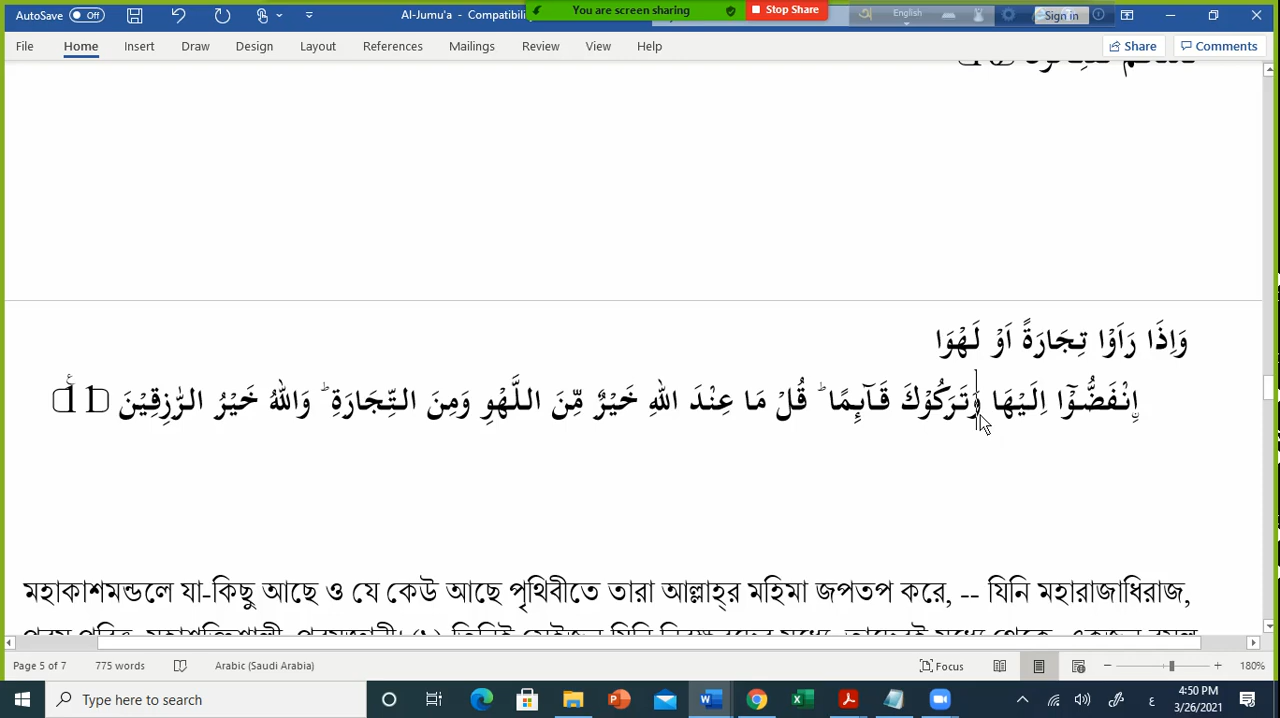 AutoSave Off
Al-Jumu'a - Compatibili
You are screen sharing
Stop Share
English
Sign in
File Home Insert Draw Design Layout References Mailings Review View Help
Share Comments
وَاِذَا رَاَوْا تِجَارَةً اَوْ لَهْوَا
۟اِنْفَضُّوْۤا اِلَيْهَا وَتَرَكُوْكَ قَآىِٕمًا ؕ قُلْ مَا عِنْدَ اللّٰهِ خَيْرٌ مِّنَ اللَّهْوِ وَمِنَ التِّجَارَةِ ؕ وَاللّٰهُ خَيْرُ الرّٰزِقِيْنَ
মহাকাশমন্ডলে যা-কিছু আছে ও যে কেউ আছে পৃথিবীতে তারা আল্লাহ্‌র মহিমা জপতপ করে, -- যিনি মহারাজাধিরাজ,
Page 5 of 7 775 words Arabic (Saudi Arabia) Focus 180%
Type here to search
ع
4:50 PM
3/26/2021